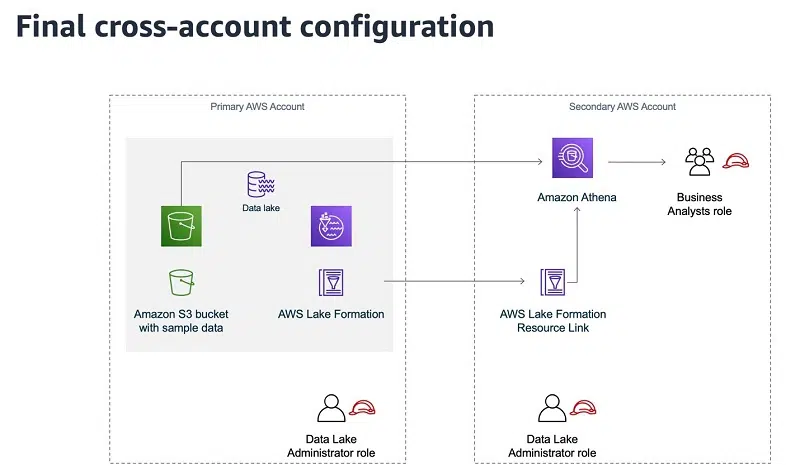 Final cross-account configuration
Primary AWS Account
Secondary AWS Account
Data lake
Amazon Athena
Business
Analysts role
Amazon S3 bucket
with sample data
AWS Lake Formation
AWS Lake Formation
Resource Link
Data Lake
Administrator role
Data Lake
Administrator role